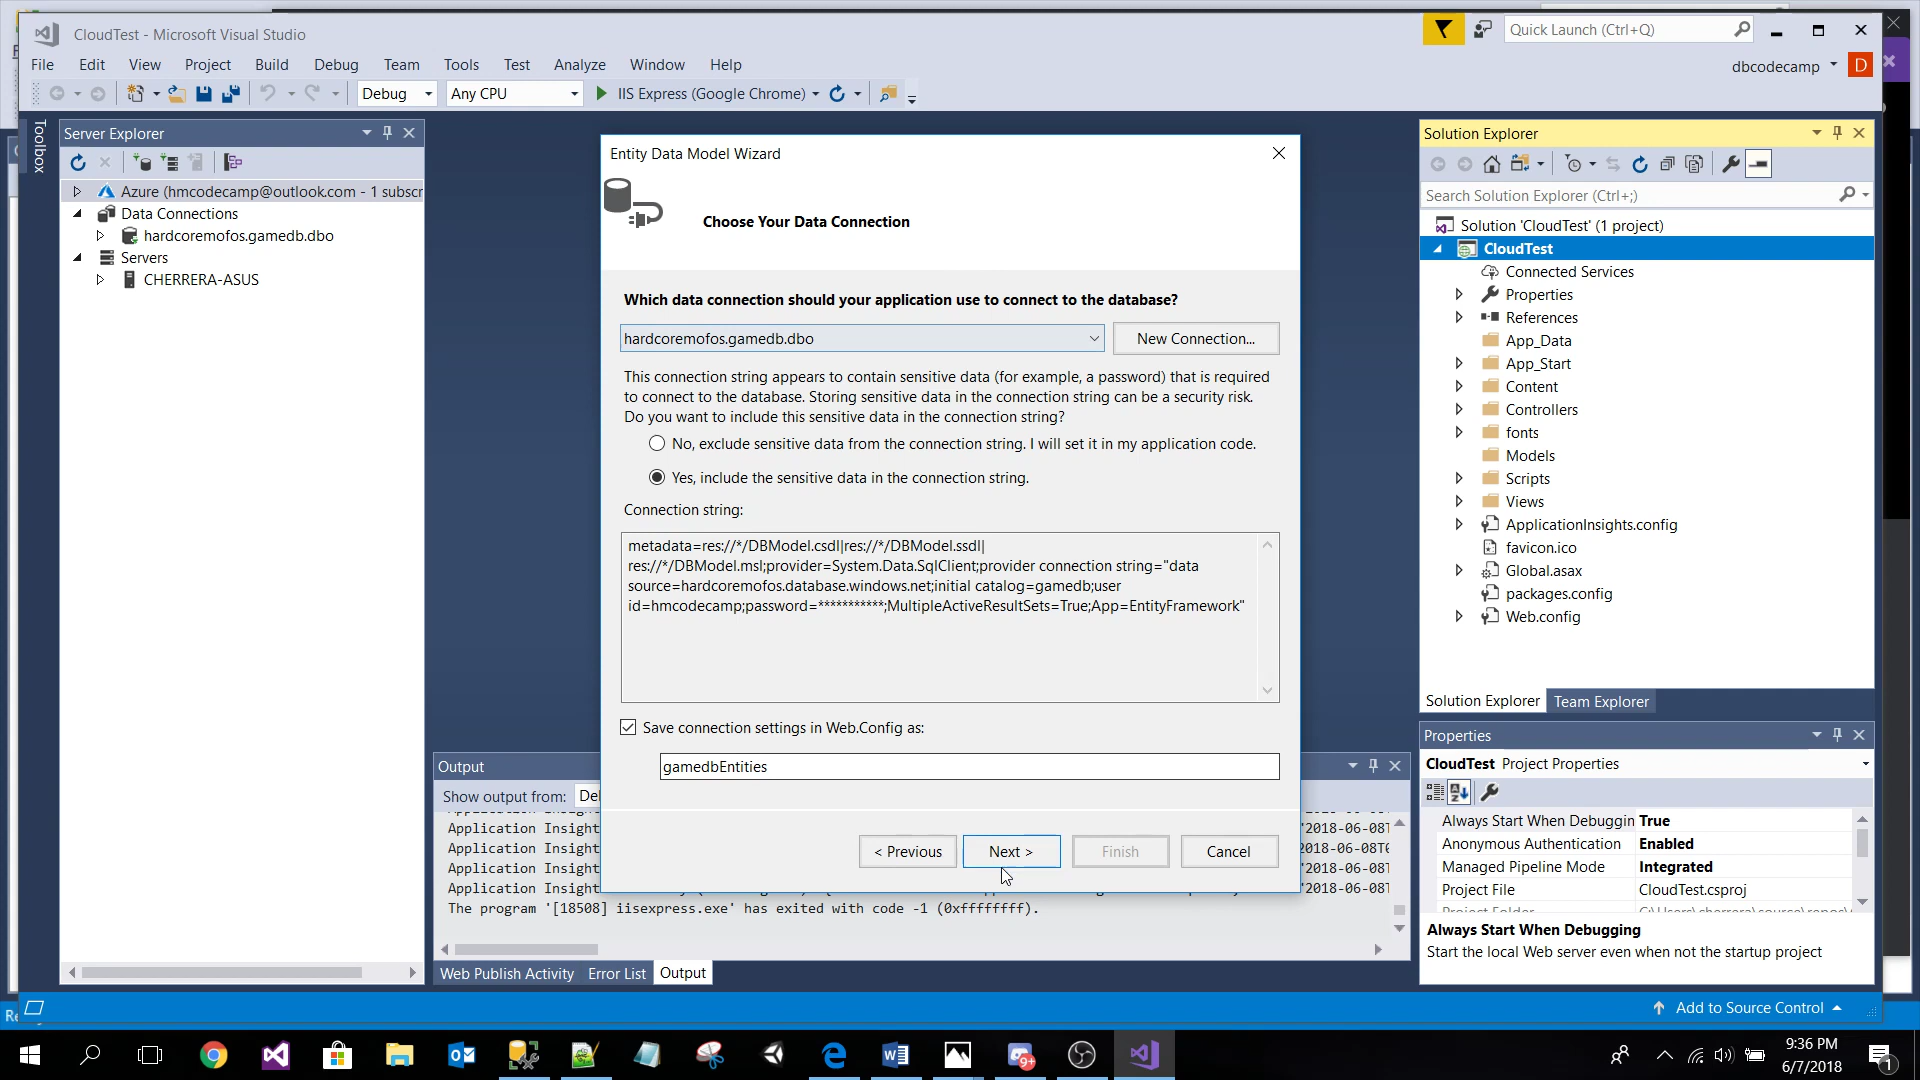 CloudTest - Microsoft Visual Studio
Quick Launch (Ctrl+Q)
File Edit View Project Build Debug Team Tools Test Analyze Window Help
dbcodecamp
D
Debug
Any CPU
IIS Express (Google Chrome)
Toolbox
Server Explorer
Azure (hmcodecamp@outlook.com - 1 subscr
Data Connections
hardcoremofos.gamedb.dbo
Servers
CHERRERA-ASUS
Entity Data Model Wizard
Choose Your Data Connection
Which data connection should your application use to connect to the database?
hardcoremofos.gamedb.dbo
New Connection...
This connection string appears to contain sensitive data (for example, a password) that is required
to connect to the database. Storing sensitive data in the connection string can be a security risk.
Do you want to include this sensitive data in the connection string?
No, exclude sensitive data from the connection string. I will set it in my application code.
Yes, include the sensitive data in the connection string.
Connection string:
metadata=res://*/DBModel.csdl|res://*/DBModel.ssdl|
res://*/DBModel.msl;provider=System.Data.SqlClient;provider connection string="data
source=hardcoremofos.database.windows.net;initial catalog=gamedb;user
id=hmcodecamp;password=***********;MultipleActiveResultSets=True;App=EntityFramework"
Save connection settings in Web.Config as:
gamedbEntities
< Previous
Next >
Finish
Cancel
Output
Show output from:
De
Application Insight
Application Insight
Application Insight
Application Insight
'2018-06-08T
2018-06-08T
'2018-06-08T
'2018-06-08T
The program '[18508] iisexpress.exe' has exited with code -1 (0xffffffff).
Web Publish Activity
Error List
Output
Solution Explorer
Search Solution Explorer (Ctrl+;)
Solution 'CloudTest' (1 project)
CloudTest
Connected Services
Properties
References
App_Data
App_Start
Content
Controllers
fonts
Models
Scripts
Views
ApplicationInsights.config
favicon.ico
Global.asax
packages.config
Web.config
Solution Explorer
Team Explorer
Properties
CloudTest Project Properties
Always Start When Debuggin True
Anonymous Authentication Enabled
Managed Pipeline Mode Integrated
Project File CloudTest.csproj
Always Start When Debugging
Start the local Web server even when not the startup project
Add to Source Control
9:36 PM
6/7/2018
9+
1